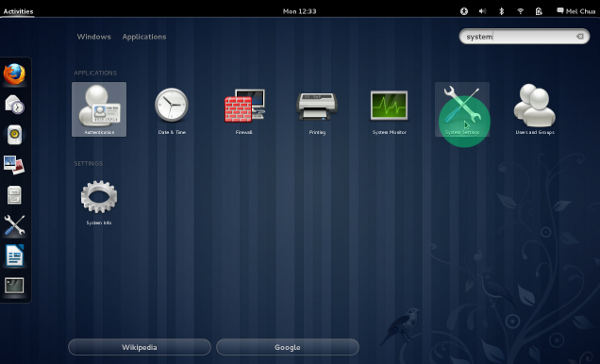 Activities Mon 12:33 Mel Chua
Windows Applications system
APPLICATIONS
Authentication Date & Time Firewall Printing System Monitor System Settings Users and Groups
SETTINGS
System Info
Wikipedia Google